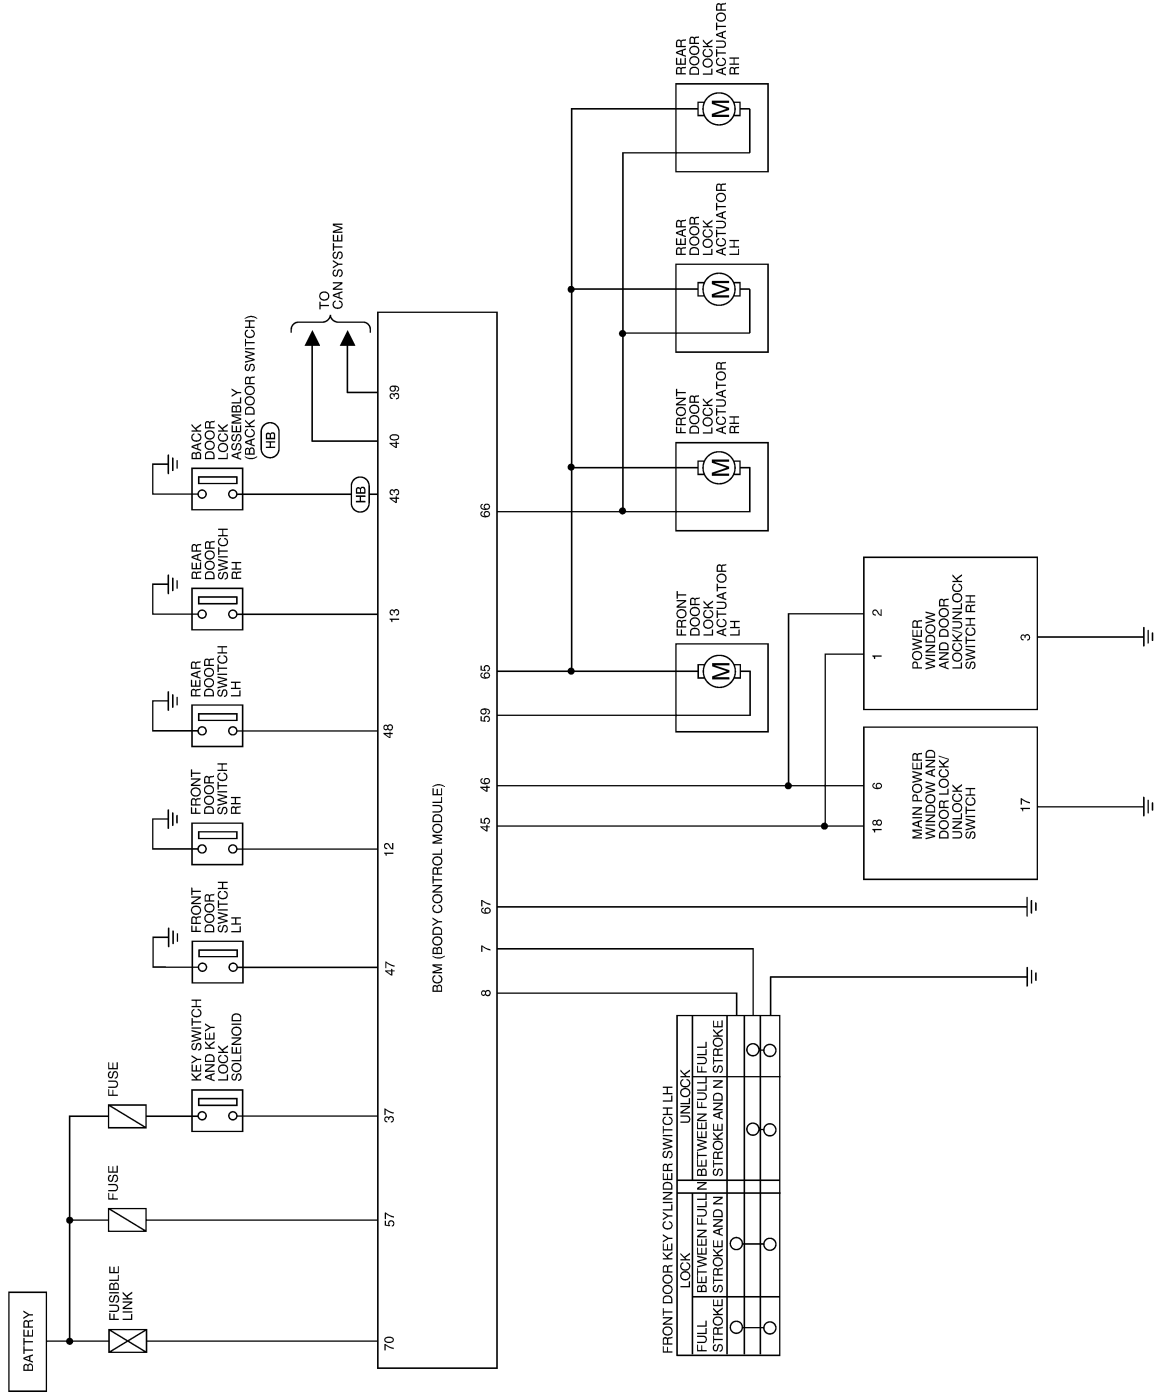 BATTERY
FUSIBLE
LINK
FUSE
FUSE
KEY SWITCH
AND KEY
LOCK
SOLENOID
FRONT
DOOR
SWITCH
LH
FRONT
DOOR
SWITCH
RH
REAR
DOOR
SWITCH
LH
REAR
DOOR
SWITCH
RH
BACK
DOOR
LOCK
ASSEMBLY
(BACK DOOR SWITCH)
HB
HB
TO
CAN SYSTEM
70
57
37
47
12
48
13
43
40
39
BCM (BODY CONTROL MODULE)
8
7
67
45
46
59
65
66
FRONT DOOR KEY CYLINDER SWITCH LH
LOCK
UNLOCK
FULL
STROKE
BETWEEN FULL
STROKE AND N
N
BETWEEN FULL
STROKE AND N
FULL
STROKE
FRONT
DOOR
LOCK
ACTUATOR
LH
M
FRONT
DOOR
LOCK
ACTUATOR
RH
M
REAR
DOOR
LOCK
ACTUATOR
LH
M
REAR
DOOR
LOCK
ACTUATOR
RH
M
18
6
MAIN POWER
WINDOW AND
DOOR LOCK/
UNLOCK
SWITCH
17
1
2
POWER
WINDOW
AND DOOR
LOCK/UNLOCK
SWITCH RH
3